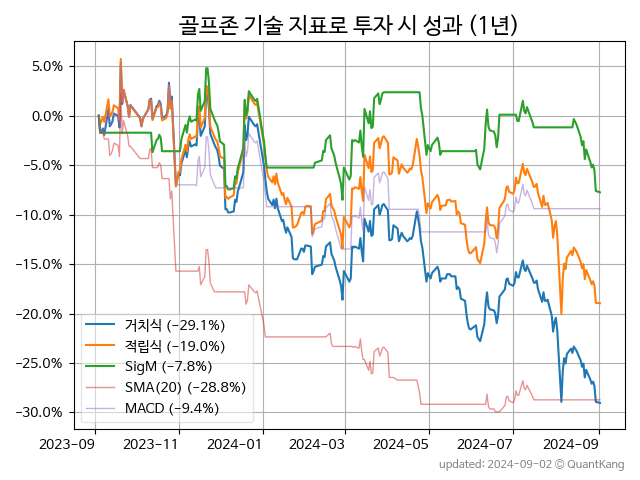 골프존 기술 지표로 투자 시 성과 (1년)
5.0%
0.0%
−5.0%
−10.0%
−15.0%
−20.0%
−25.0%
−30.0%
거치식 (−29.1%)
적립식 (−19.0%)
SigM (−7.8%)
SMA(20) (−28.8%)
MACD (−9.4%)
2023-09 2023-11 2024-01 2024-03 2024-05 2024-07 2024-09
updated: 2024-09-02 © QuantKang